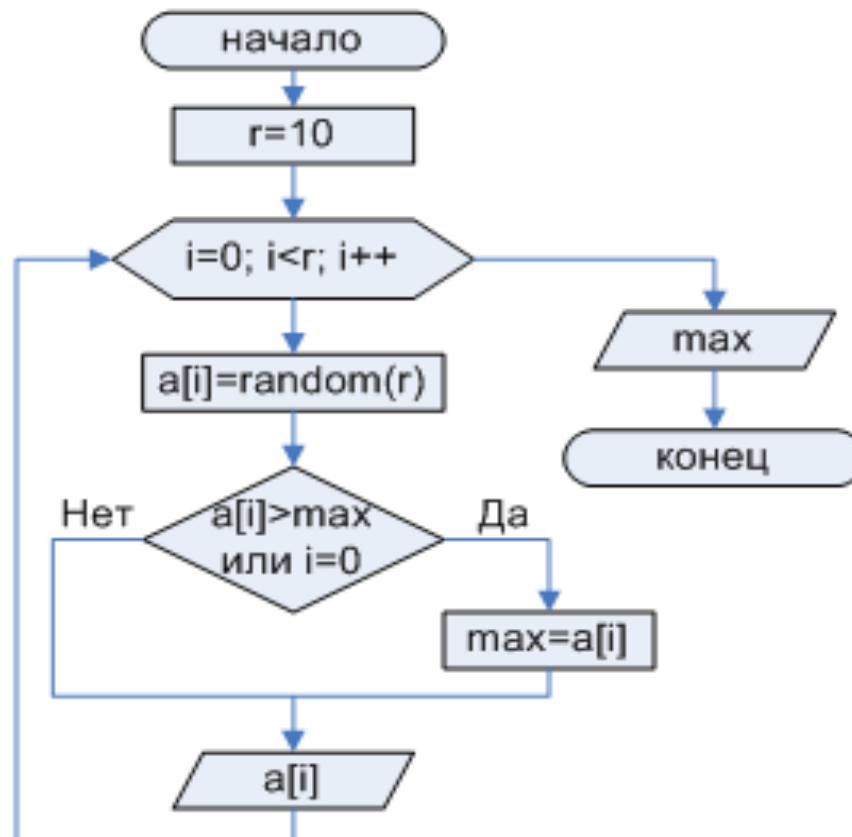 начало
r=10
i=0; i<r; i++
a[i]=random(r)
a[i]>max
или i=0
Нет
Да
max=a[i]
a[i]
max
конец